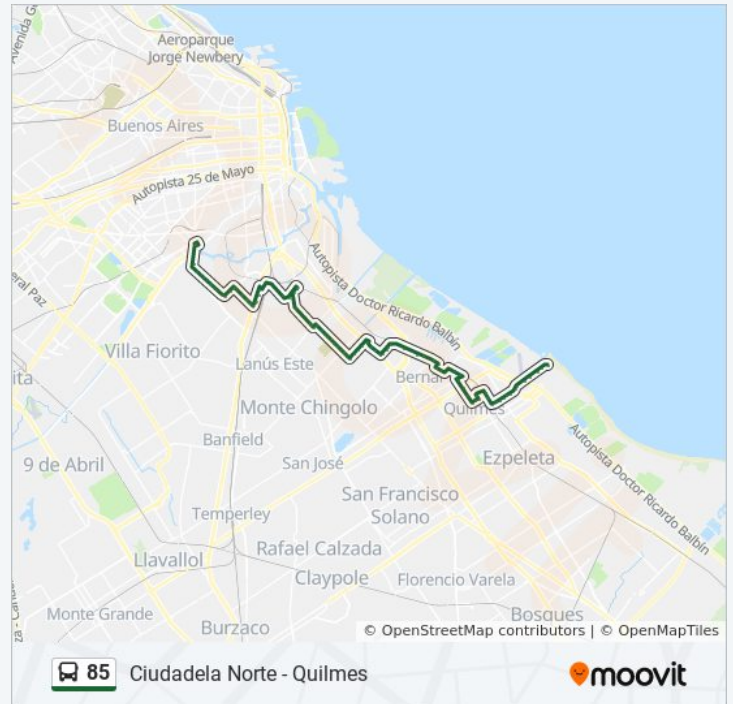 Avenida G
Aeroparque
Jorge Newbery
Buenos Aires
Autopista 25 de Mayo
eral Paz
Autopista Doctor Ricardo Balbín
Villa Fiorito
Lanús Este
Bernal
ita
Monte Chingolo
Quilmes
Banfield
9 de Abril
San José
Ezpeleta
Autopista Doctor Ricardo Balbín
San Francisco
Solano
Temperley
Llavallol
Rafael Calzada
Claypole
Florencio Varela
Monte Grande
Bosques
Burzaco
© OpenStreetMap contributors | © OpenMapTiles
85 Ciudadela Norte - Quilmes
moovit